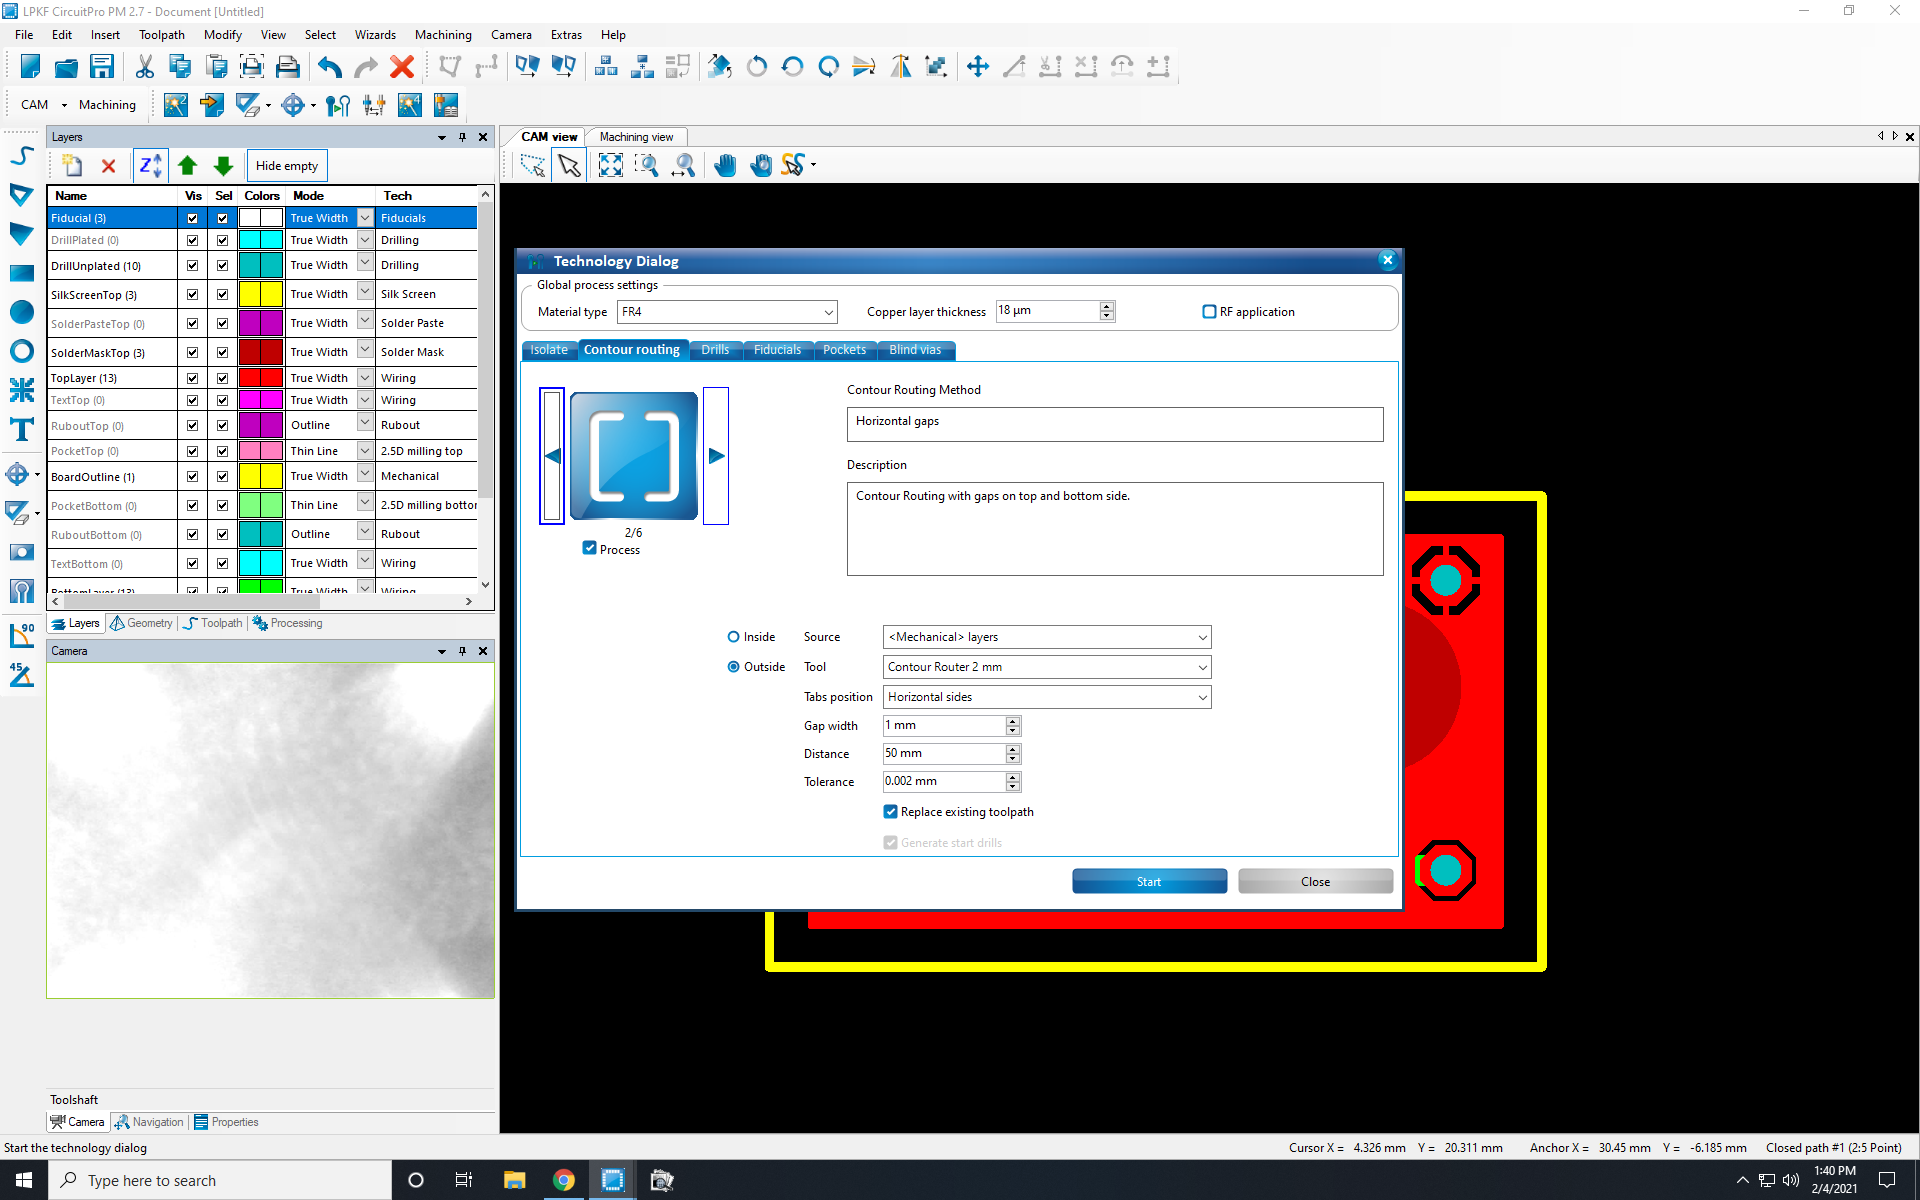 LPKF CircuitPro PM 2.7 - Document [Untitled]
File Edit Insert Toolpath Modify View Select Wizards Machining Camera Extras Help
CAM Machining
Layers
Hide empty
Name Vis Sel Colors Mode Tech
Fiducial (3) True Width Fiducials
DrillPlated (0) True Width Drilling
DrillUnplated (10) True Width Drilling
SilkScreenTop (3) True Width Silk Screen
SolderPasteTop (0) True Width Solder Paste
SolderMaskTop (3) True Width Solder Mask
TopLayer (13) True Width Wiring
TextTop (0) True Width Wiring
RuboutTop (0) Outline Rubout
PocketTop (0) Thin Line 2.5D milling top
BoardOutline (1) True Width Mechanical
PocketBottom (0) Thin Line 2.5D milling bottor
RuboutBottom (0) Outline Rubout
TextBottom (0) True Width Wiring
BottomLayer (13) True Width Wiring
Layers Geometry Toolpath Processing
90
45
Camera
Toolshaft
Camera Navigation Properties
CAM view Machining view
Technology Dialog
Global process settings
Material type FR4 Copper layer thickness 18 µm RF application
Isolate Contour routing Drills Fiducials Pockets Blind vias
2/6
Process
Contour Routing Method
Horizontal gaps
Description
Contour Routing with gaps on top and bottom side.
Inside Source <Mechanical> layers
Outside Tool Contour Router 2 mm
Tabs position Horizontal sides
Gap width 1 mm
Distance 50 mm
Tolerance 0.002 mm
Replace existing toolpath
Generate start drills
Start Close
Start the technology dialog
Cursor X = 4.326 mm Y = 20.311 mm Anchor X = 30.45 mm Y = -6.185 mm Closed path #1 (2:5 Point)
Type here to search
1:40 PM
2/4/2021